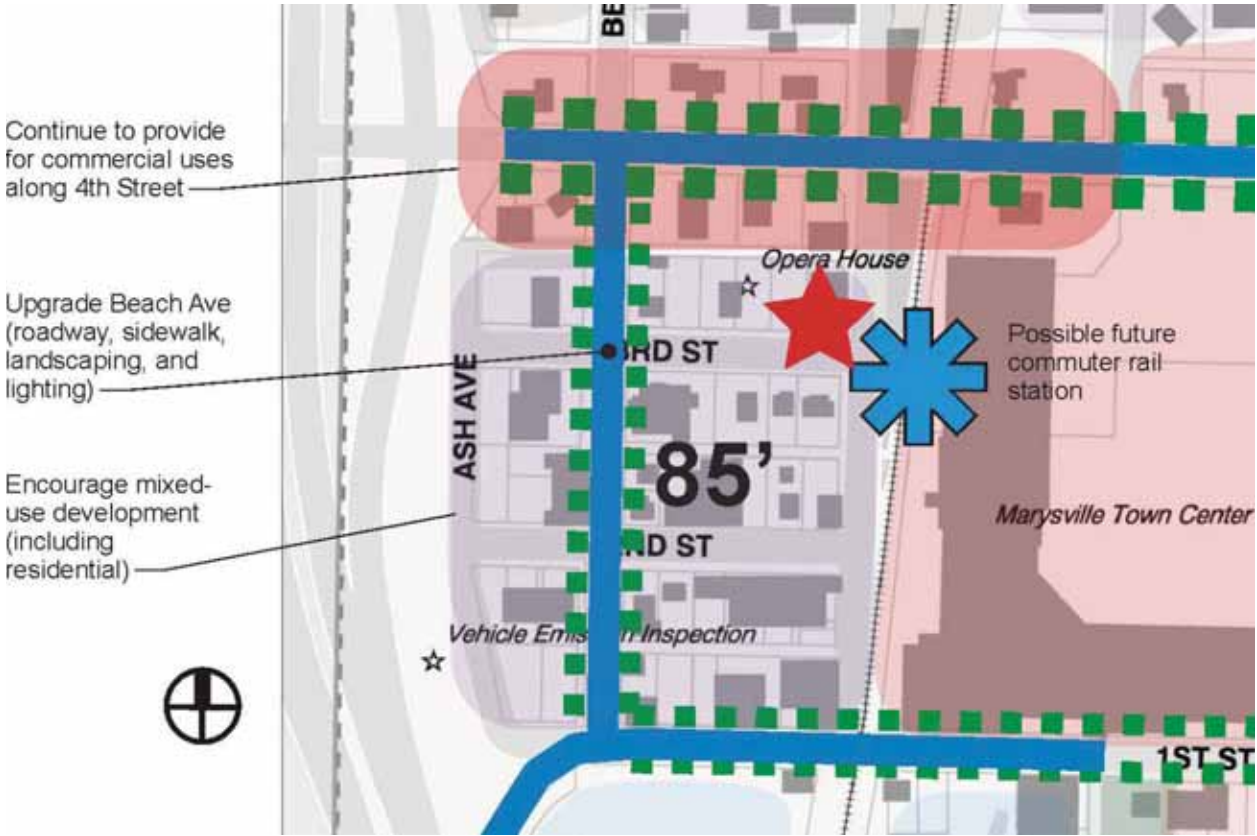 BE
Continue to provide
for commercial uses
along 4th Street
Opera House
Upgrade Beach Ave
(roadway, sidewalk,
landscaping, and
lighting)
3RD ST
Possible future
commuter rail
station
ASH AVE
85'
Encourage mixed-
use development
(including
residential)
Marysville Town Center
ND ST
Vehicle Emis n Inspection
1ST ST